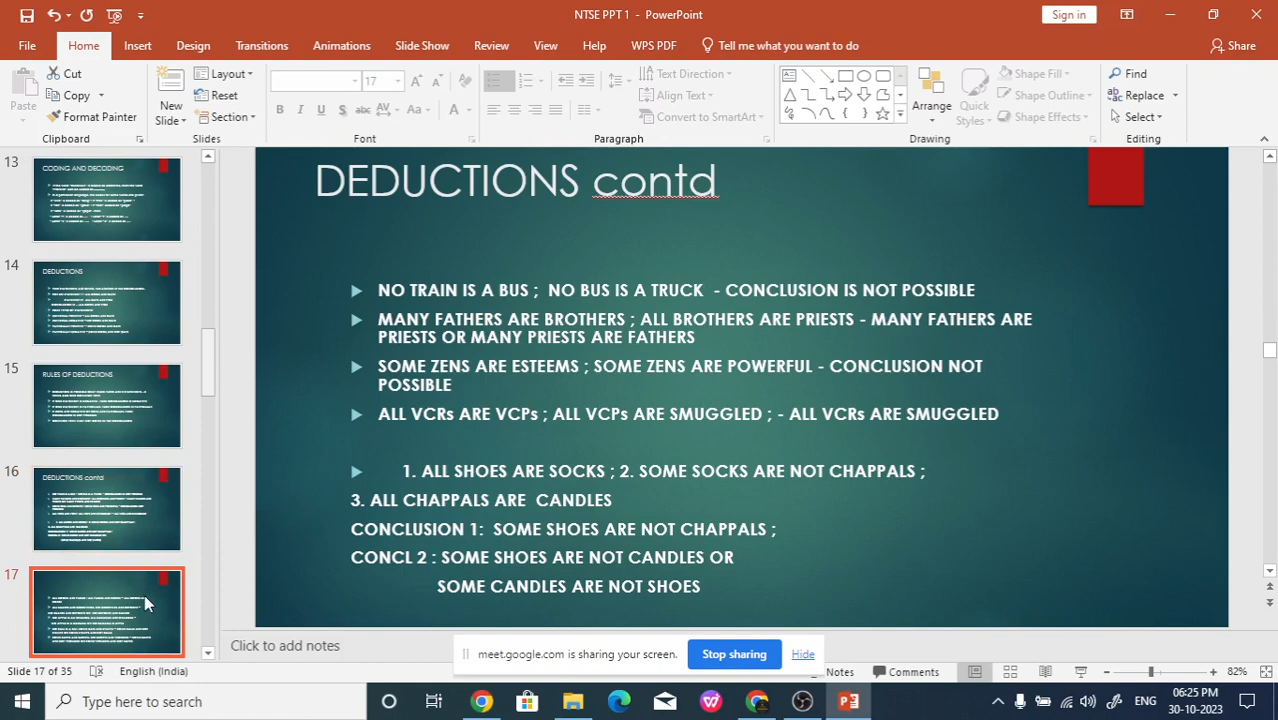 NTSE PPT 1 - PowerPoint
Sign in
File Home Insert Design Transitions Animations Slide Show Review View Help WPS PDF Tell me what you want to do Share
Paste
Cut
Copy
Format Painter
Clipboard
New Slide
Layout
Reset
Section
Slides
17
Font
Text Direction
Align Text
Convert to SmartArt
Paragraph
Arrange
Quick Styles
Shape Fill
Shape Outline
Shape Effects
Drawing
Find
Replace
Select
Editing
13
CODING AND DECODING
14
DEDUCTIONS
15
RULES OF DEDUCTIONS
16
DEDUCTIONS contd
17
DEDUCTIONS contd
NO TRAIN IS A BUS ; NO BUS IS A TRUCK - CONCLUSION IS NOT POSSIBLE
MANY FATHERS ARE BROTHERS ; ALL BROTHERS ARE PRIESTS - MANY FATHERS ARE
PRIESTS OR MANY PRIESTS ARE FATHERS
SOME ZENS ARE ESTEEMS ; SOME ZENS ARE POWERFUL - CONCLUSION NOT
POSSIBLE
ALL VCRs ARE VCPs ; ALL VCPs ARE SMUGGLED ; - ALL VCRs ARE SMUGGLED
1. ALL SHOES ARE SOCKS ; 2. SOME SOCKS ARE NOT CHAPPALS ;
3. ALL CHAPPALS ARE CANDLES
CONCLUSION 1: SOME SHOES ARE NOT CHAPPALS ;
CONCL 2 : SOME SHOES ARE NOT CANDLES OR
SOME CANDLES ARE NOT SHOES
Click to add notes
meet.google.com is sharing your screen. Stop sharing Hide
Slide 17 of 35 English (India) Notes Comments 82%
Type here to search
ENG
06:25 PM
30-10-2023